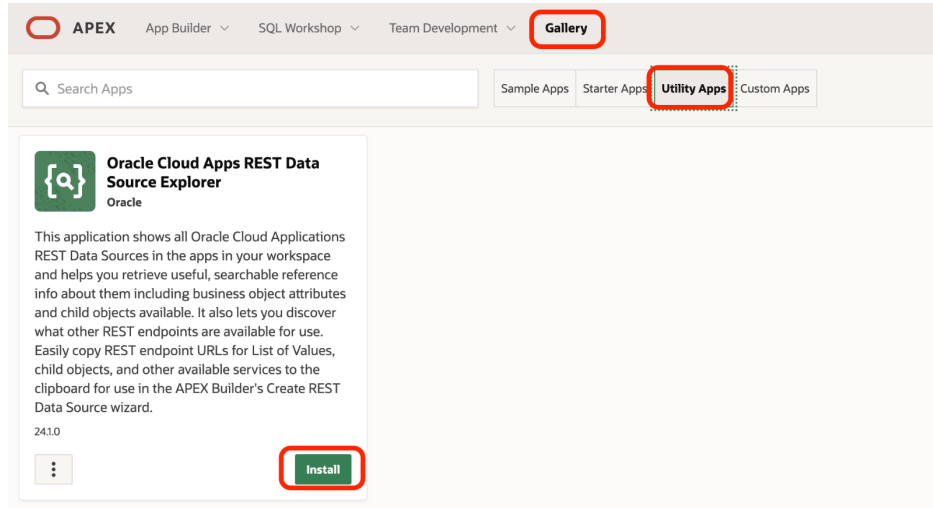 APEX App Builder SQL Workshop Team Development Gallery
Search Apps Sample Apps Starter Apps Utility Apps Custom Apps
Oracle Cloud Apps REST Data
Source Explorer
Oracle
This application shows all Oracle Cloud Applications
REST Data Sources in the apps in your workspace
and helps you retrieve useful, searchable reference
info about them including business object attributes
and child objects available. It also lets you discover
what other REST endpoints are available for use.
Easily copy REST endpoint URLs for List of Values,
child objects, and other available services to the
clipboard for use in the APEX Builder's Create REST
Data Source wizard.
24.1.0
Install